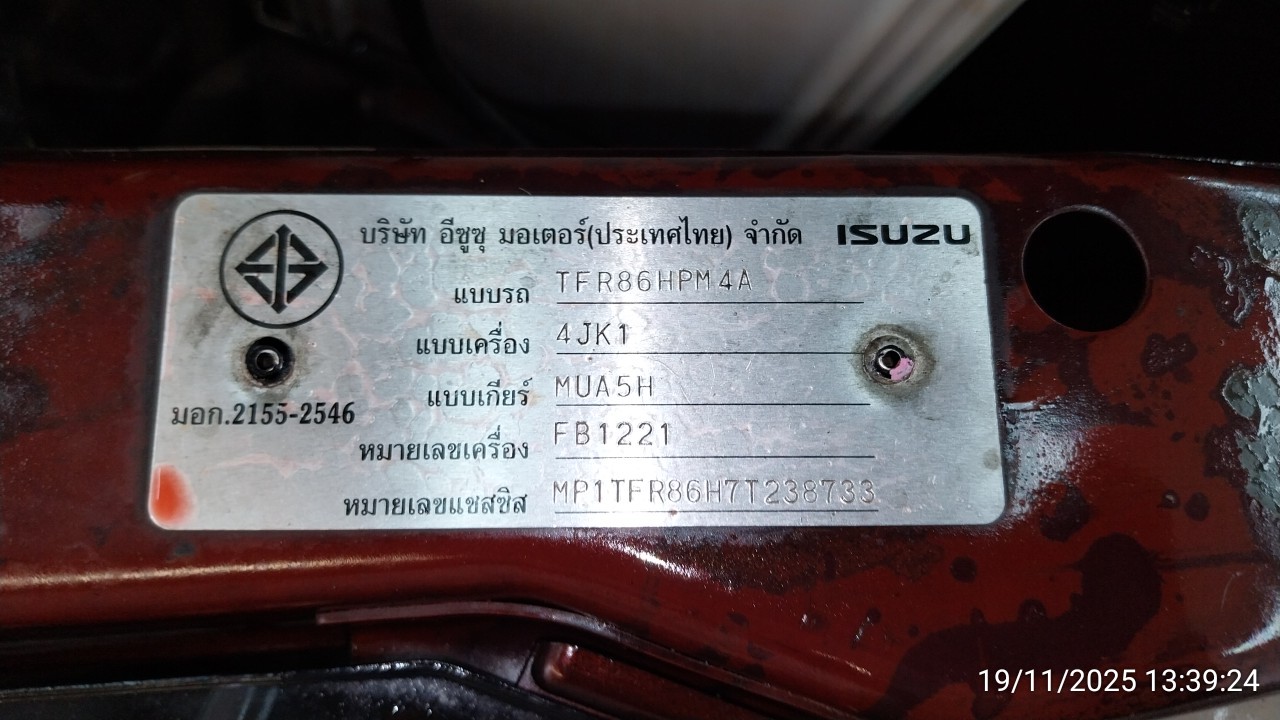 บริษัท อีซูซุ มอเตอร์(ประเทศไทย) จำกัด ISUZU
แบบรถ TFR86HPM4A
แบบเครื่อง 4JK1
แบบเกียร์ MUA5H
มอก.2155-2546
หมายเลขเครื่อง FB1221
หมายเลขแชสซิส MP1TFR86H7T238733
19/11/2025 13:39:24